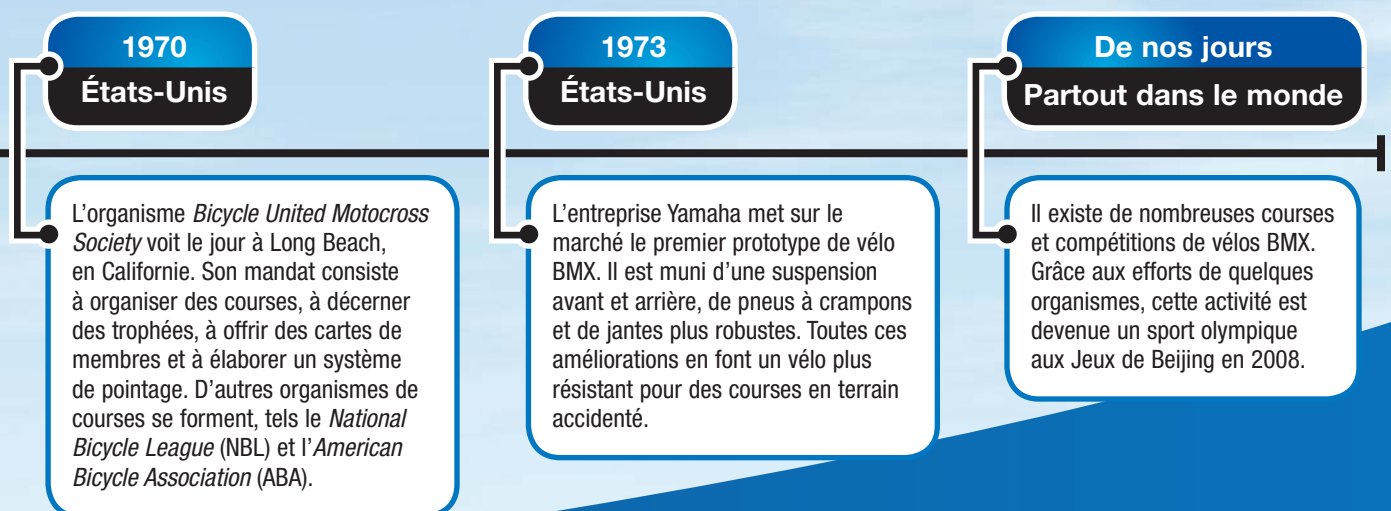 1970
États-Unis
L'organisme Bicycle United Motocross
Society voit le jour à Long Beach,
en Californie. Son mandat consiste
à organiser des courses, à décerner
des trophées, à offrir des cartes de
membres et à élaborer un système
de pointage. D'autres organismes de
courses se forment, tels le National
Bicycle League (NBL) et l'American
Bicycle Association (ABA).
1973
États-Unis
L'entreprise Yamaha met sur le
marché le premier prototype de vélo
BMX. Il est muni d'une suspension
avant et arrière, de pneus à crampons
et de jantes plus robustes. Toutes ces
améliorations en font un vélo plus
résistant pour des courses en terrain
accidenté.
De nos jours
Partout dans le monde
Il existe de nombreuses courses
et compétitions de vélos BMX.
Grâce aux efforts de quelques
organismes, cette activité est
devenue un sport olympique
aux Jeux de Beijing en 2008.